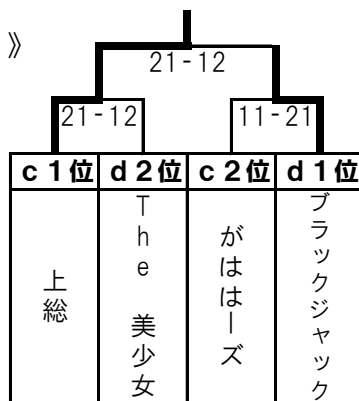 》
21-12
21-12
11-21
c1位
d2位
c2位
d1位
上総
The 美少女
がははーズ
ブラックジャック